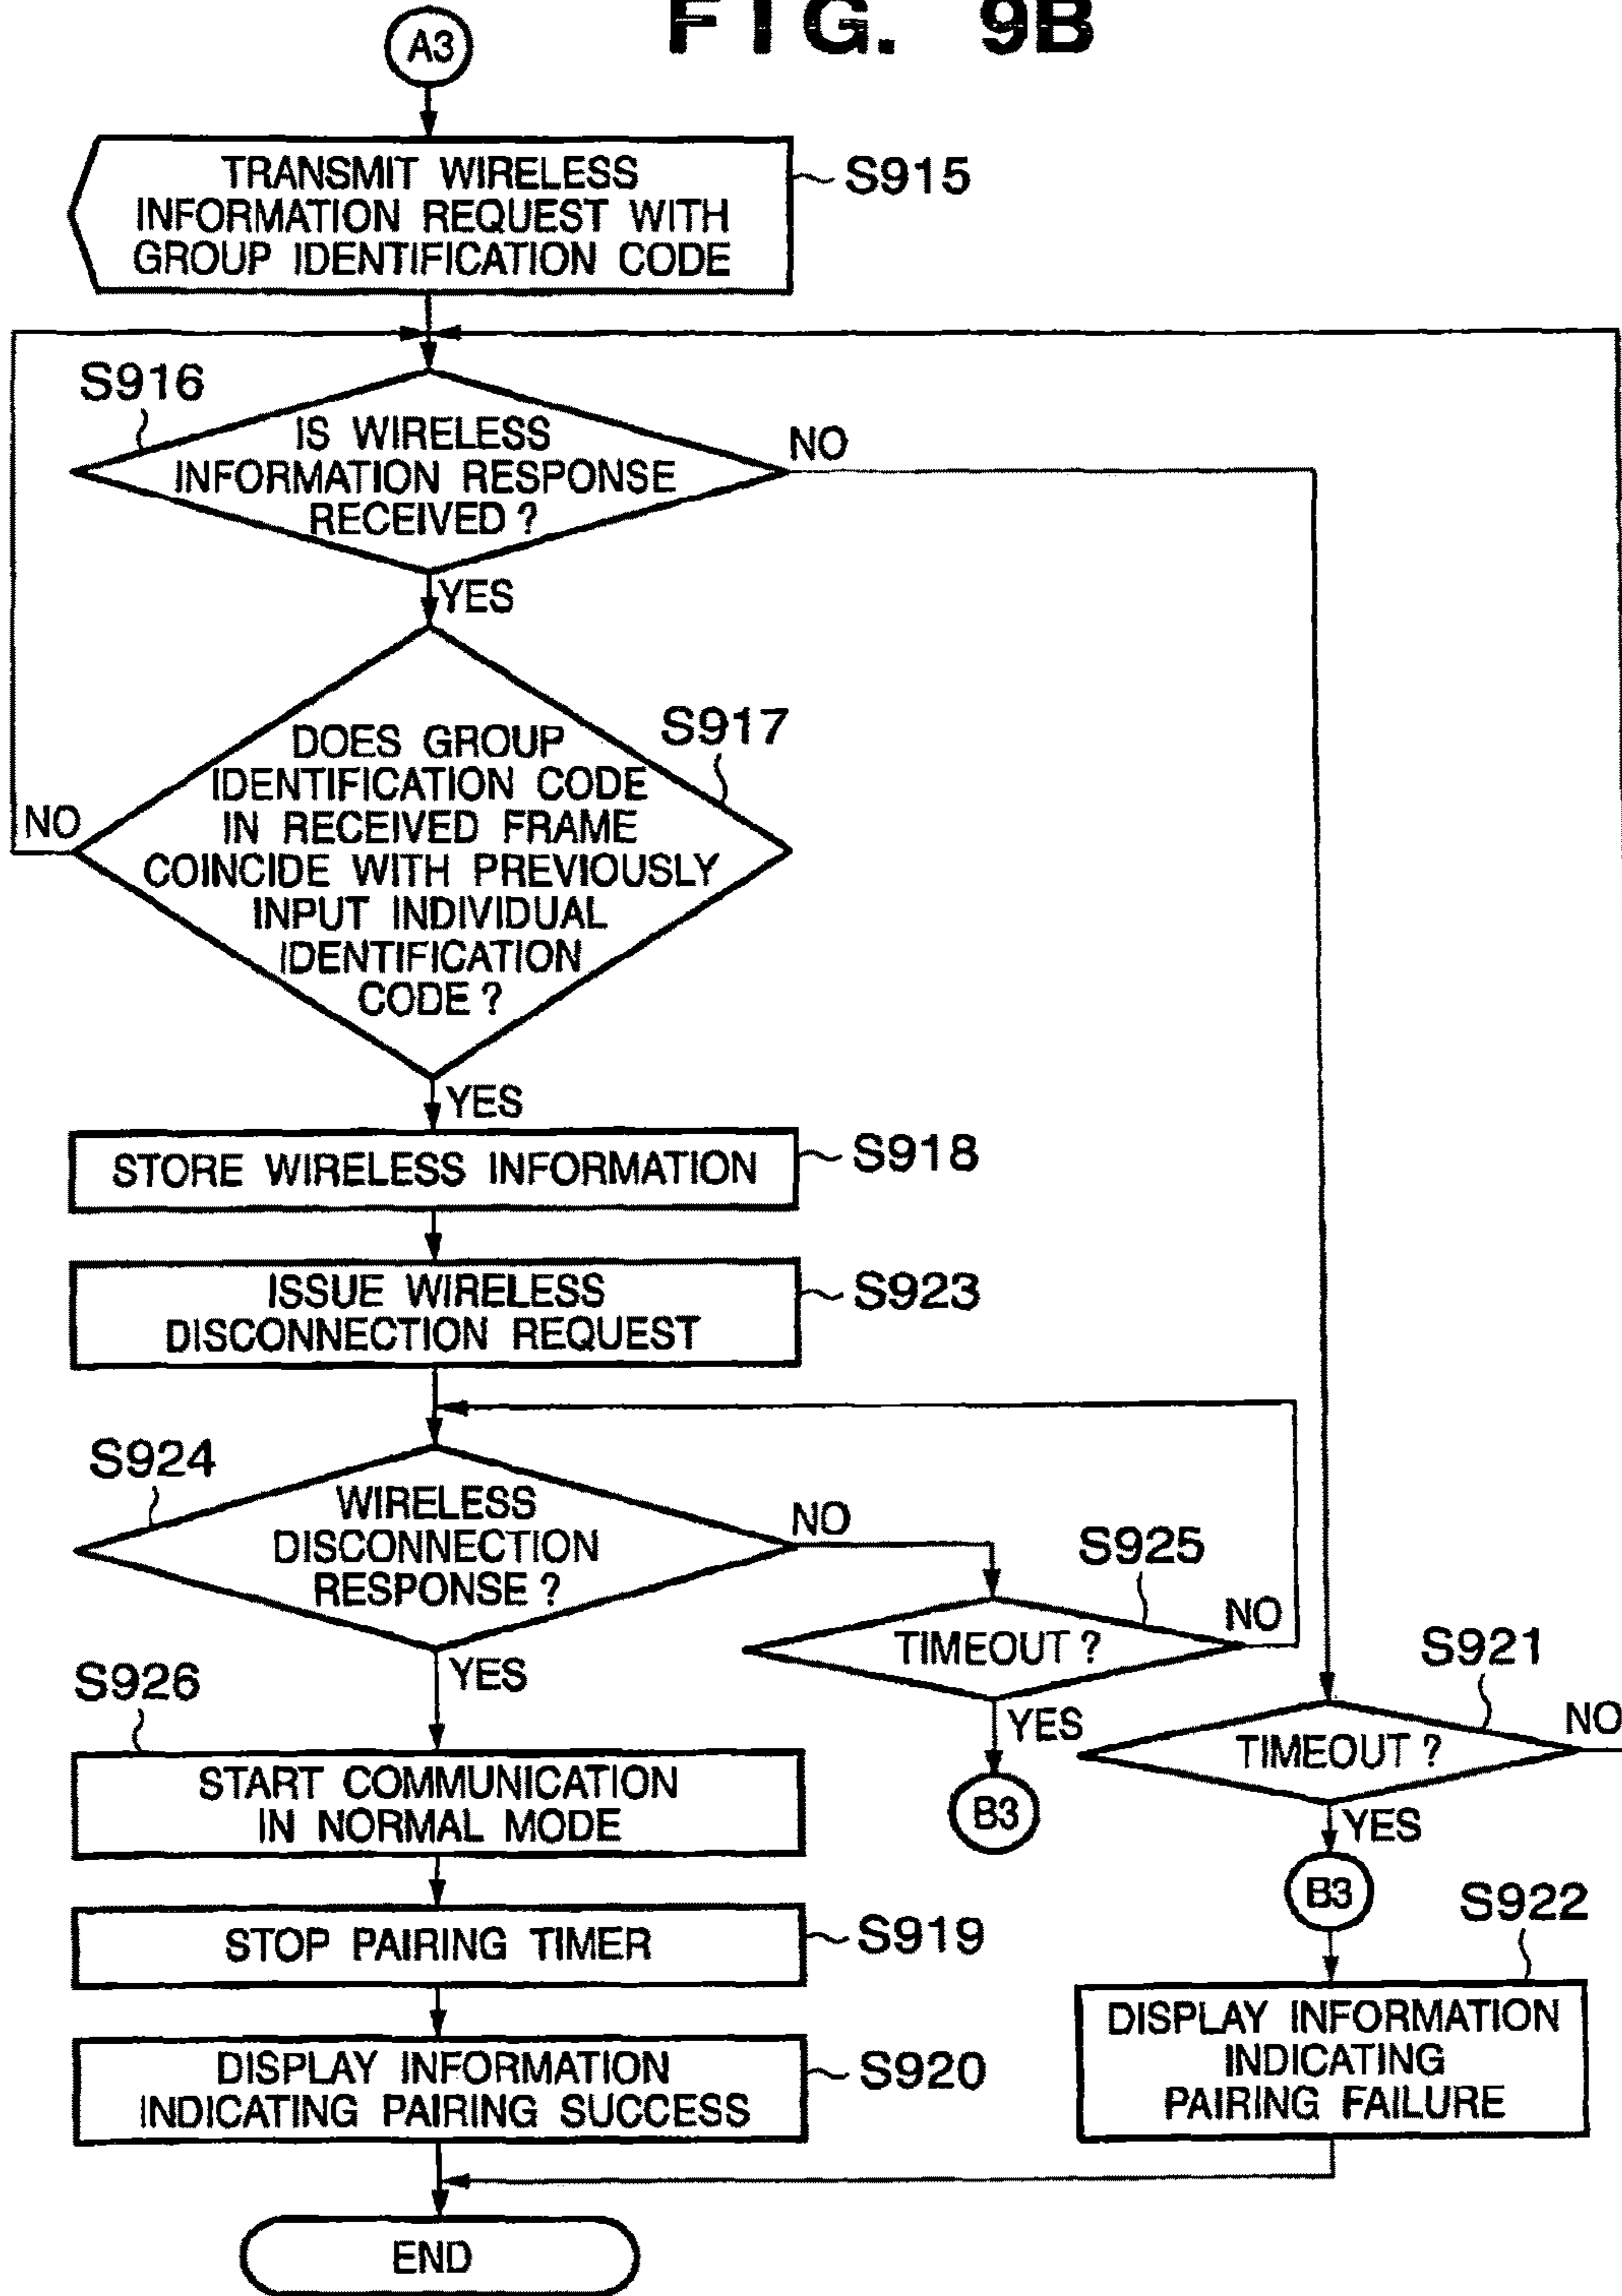 FIG. 9B
A3
TRANSMIT WIRELESS
INFORMATION REQUEST WITH
GROUP IDENTIFICATION CODE
S915
S916
IS WIRELESS
INFORMATION RESPONSE
RECEIVED ?
NO
YES
S917
DOES GROUP
IDENTIFICATION CODE
IN RECEIVED FRAME
COINCIDE WITH PREVIOUSLY
INPUT INDIVIDUAL
IDENTIFICATION
CODE ?
NO
YES
STORE WIRELESS INFORMATION
S918
ISSUE WIRELESS
DISCONNECTION REQUEST
S923
S924
WIRELESS
DISCONNECTION
RESPONSE ?
NO
YES
S925
TIMEOUT ?
NO
YES
B3
S921
TIMEOUT ?
NO
YES
B3
S926
START COMMUNICATION
IN NORMAL MODE
STOP PAIRING TIMER
S919
S922
DISPLAY INFORMATION
INDICATING
PAIRING FAILURE
DISPLAY INFORMATION
INDICATING PAIRING SUCCESS
S920
END